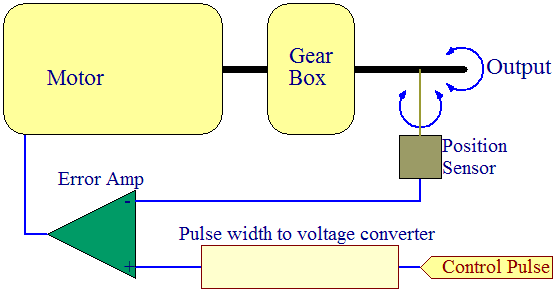 Motor
Gear
Box
Output
Position
Sensor
Error Amp
-
Pulse width to voltage converter
+
Control Pulse